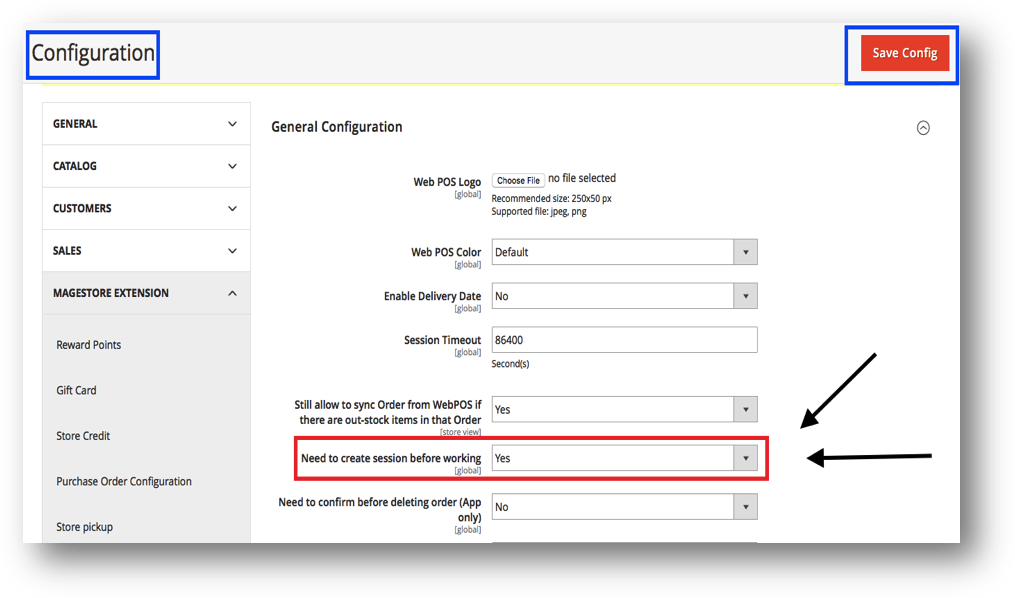 Configuration
Save Config
GENERAL
CATALOG
CUSTOMERS
SALES
MAGESTORE EXTENSION
Reward Points
Gift Card
Store Credit
Purchase Order Configuration
Store pickup
General Configuration
Web POS Logo
[global]
Choose File no file selected
Recommended size: 250x50 px
Supported file: jpeg, png
Web POS Color
[global]
Default
Enable Delivery Date
[global]
No
Session Timeout
[global]
86400
Second(s)
Still allow to sync Order from WebPOS if
there are out-stock items in that Order
[store view]
Yes
Need to create session before working
[global]
Yes
Need to confirm before deleting order (App
only)
[global]
No